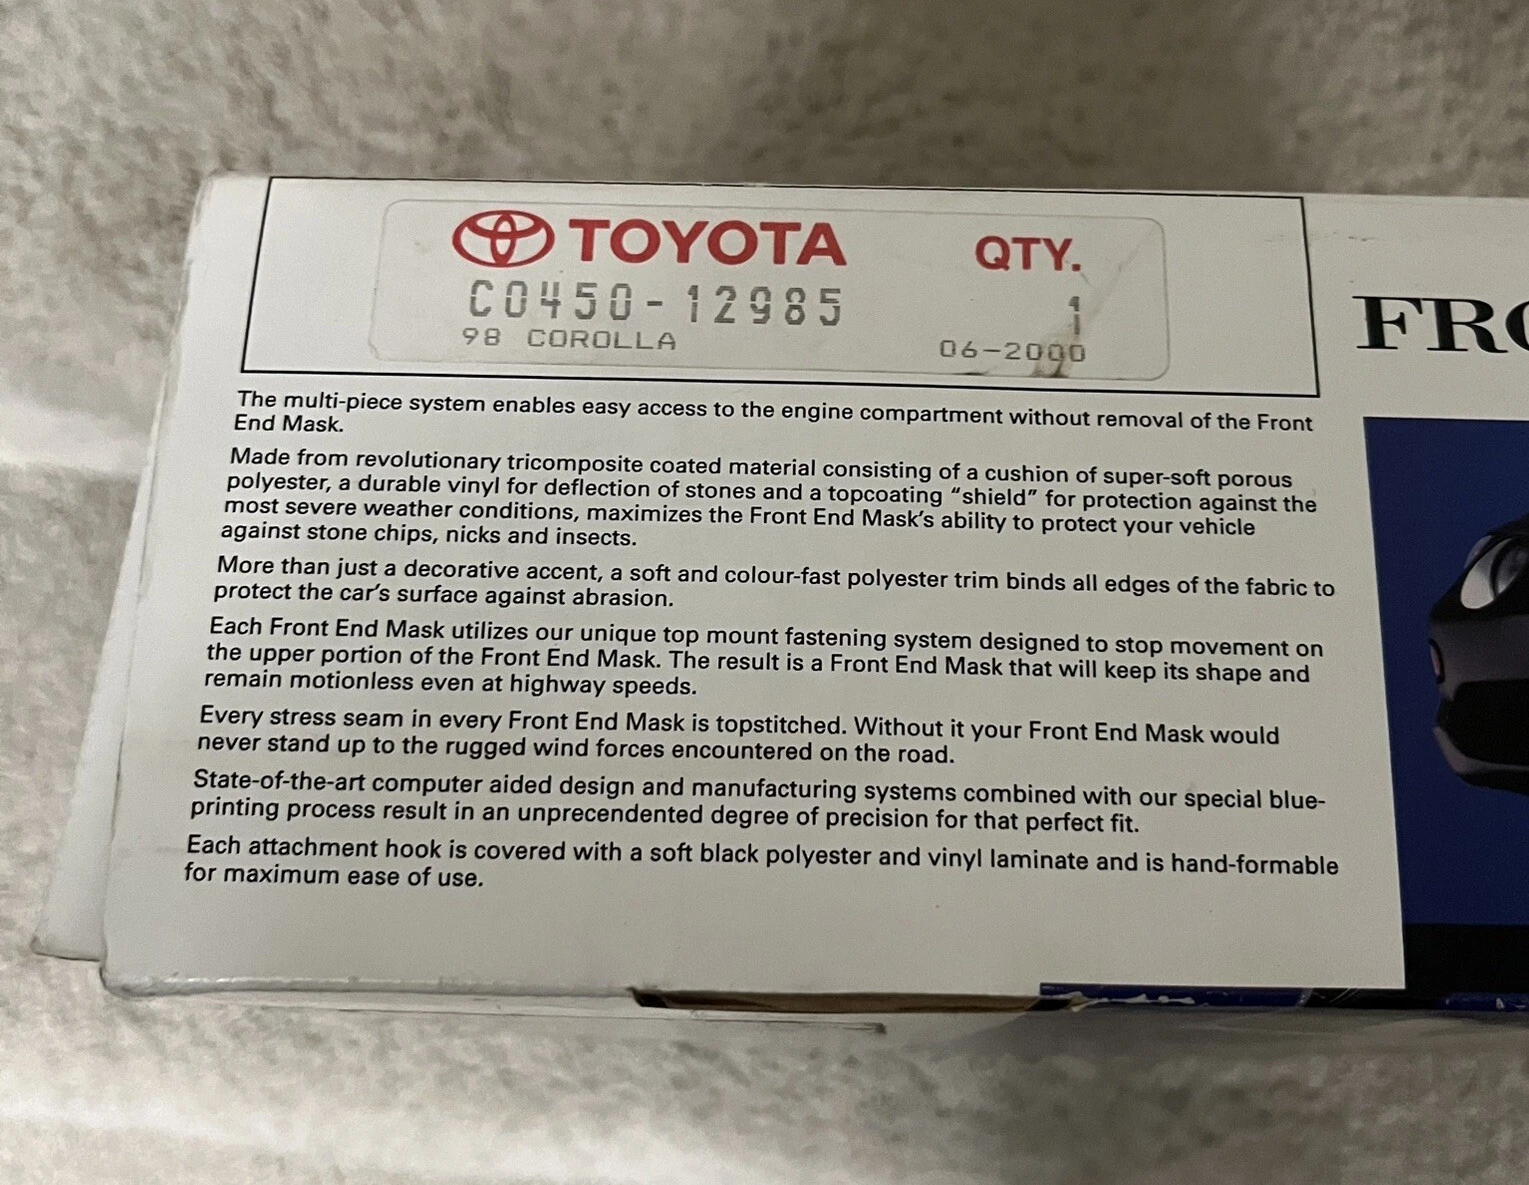 TOYOTA QTY.
C0450-12985 1
98 COROLLA 06-2000
The multi-piece system enables easy access to the engine compartment without removal of the Front
End Mask.
Made from revolutionary tricomposite coated material consisting of a cushion of super-soft porous
polyester, a durable vinyl for deflection of stones and a topcoating “shield” for protection against the
most severe weather conditions, maximizes the Front End Mask’s ability to protect your vehicle
against stone chips, nicks and insects.
More than just a decorative accent, a soft and colour-fast polyester trim binds all edges of the fabric to
protect the car’s surface against abrasion.
Each Front End Mask utilizes our unique top mount fastening system designed to stop movement on
the upper portion of the Front End Mask. The result is a Front End Mask that will keep its shape and
remain motionless even at highway speeds.
Every stress seam in every Front End Mask is topstitched. Without it your Front End Mask would
never stand up to the rugged wind forces encountered on the road.
State-of-the-art computer aided design and manufacturing systems combined with our special blue-
printing process result in an unprecendented degree of precision for that perfect fit.
Each attachment hook is covered with a soft black polyester and vinyl laminate and is hand-formable
for maximum ease of use.